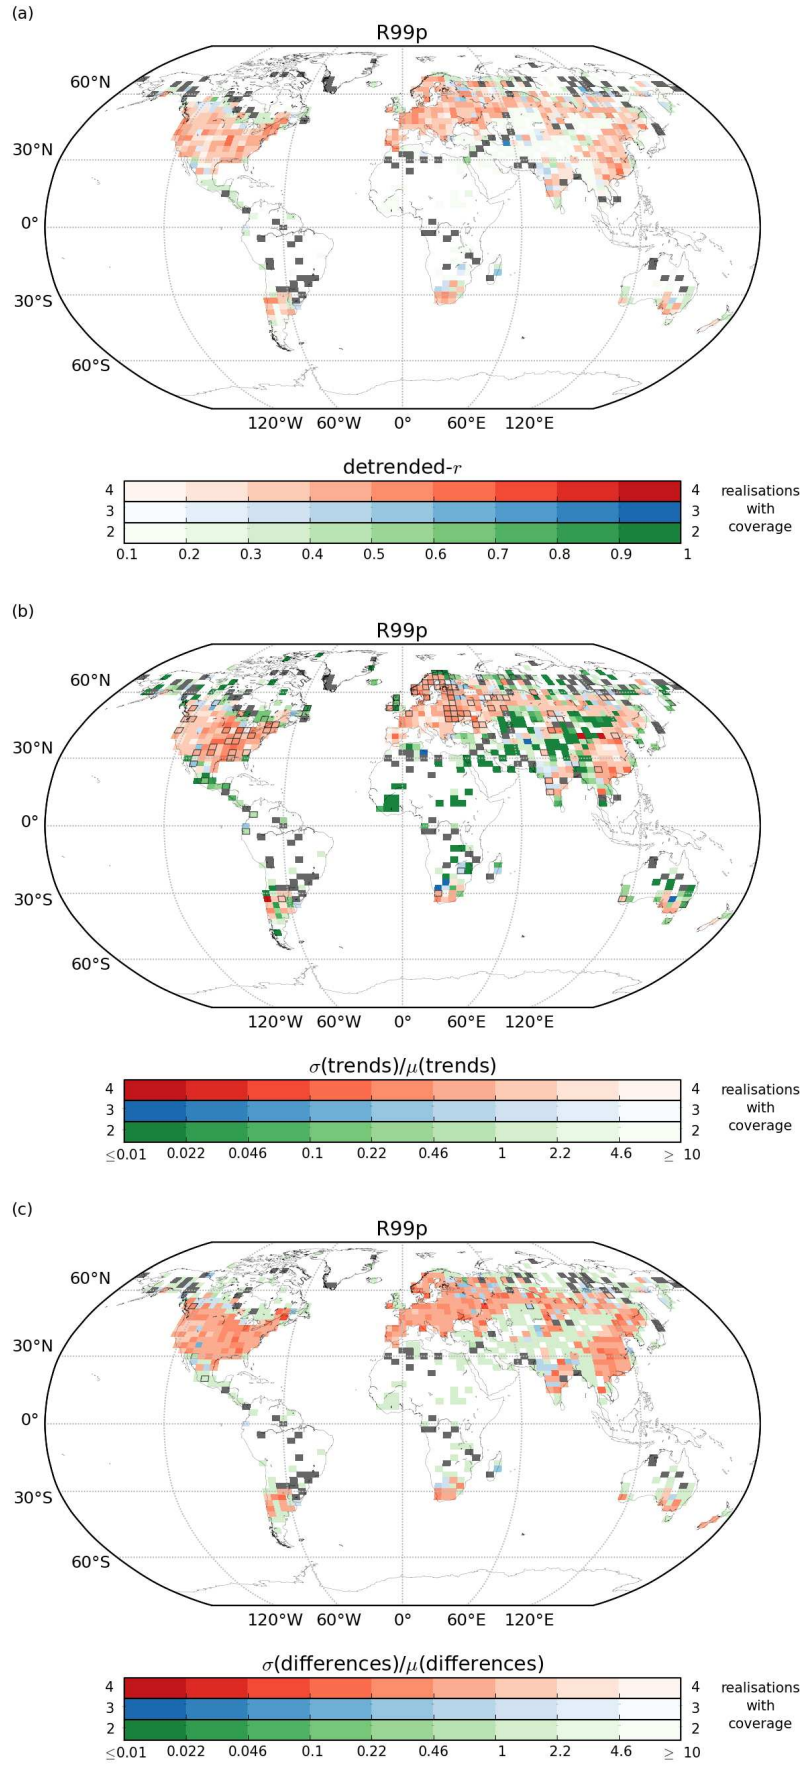 (a)
R99p
60°N
30°N
0°
30°S
60°S
120°W 60°W 0° 60°E 120°E
detrended-r
4 4 realisations
3 3 with
2 2 coverage
0.1 0.2 0.3 0.4 0.5 0.6 0.7 0.8 0.9 1
(b)
R99p
60°N
30°N
0°
30°S
60°S
120°W 60°W 0° 60°E 120°E
σ(trends)/μ(trends)
4 4 realisations
3 3 with
2 2 coverage
≤0.01 0.022 0.046 0.1 0.22 0.46 1 2.2 4.6 ≥ 10
(c)
R99p
60°N
30°N
0°
30°S
60°S
120°W 60°W 0° 60°E 120°E
σ(differences)/μ(differences)
4 4 realisations
3 3 with
2 2 coverage
≤0.01 0.022 0.046 0.1 0.22 0.46 1 2.2 4.6 ≥ 10